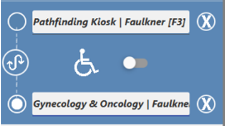 Pathfinding Kiosk | Faulkner [F3]
X
Gynecology & Oncology | Faulkne
X